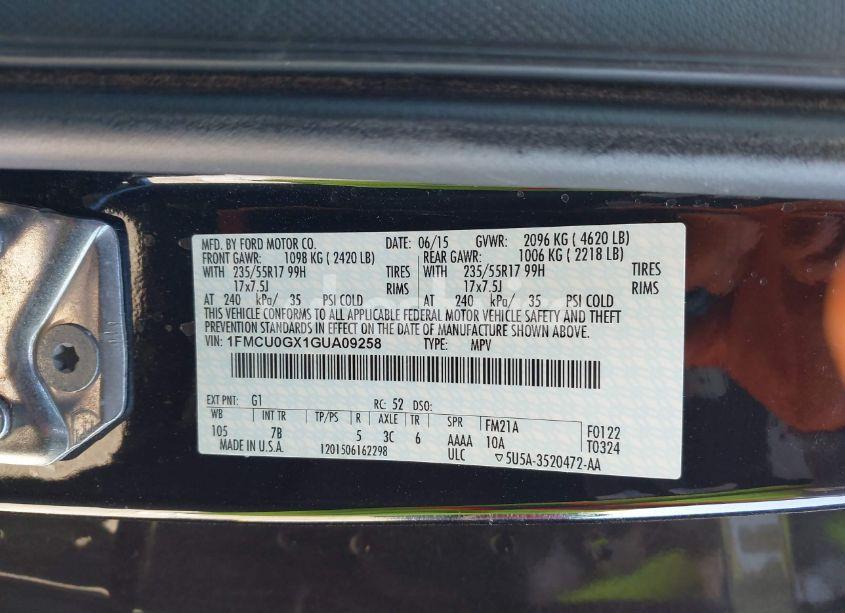 MFD. BY FORD MOTOR CO. DATE: 06/15 GVWR: 2096 KG ( 4620 LB)
FRONT GAWR: 1098 KG ( 2420 LB) REAR GAWR: 1006 KG ( 2218 LB)
WITH 235/55R17 99H TIRES WITH 235/55R17 99H TIRES
17x7.5J RIMS 17x7.5J RIMS
AT 240 kPa/ 35 PSI COLD AT 240 kPa/ 35 PSI COLD
THIS VEHICLE CONFORMS TO ALL APPLICABLE FEDERAL MOTOR VEHICLE SAFETY AND THEFT
PREVENTION STANDARDS IN EFFECT ON THE DATE OF MANUFACTURE SHOWN ABOVE.
VIN: 1FMCU0GX1GUA09258 TYPE: MPV
EXT PNT: G1 RC: 52 DSO:
WB INT TR TP/PS R AXLE TR SPR FM21A F0122
105 7B 5 3C 6 AAAA 10A T0324
MADE IN U.S.A. 1201506162298 ULC ▽5U5A-3520472-AA